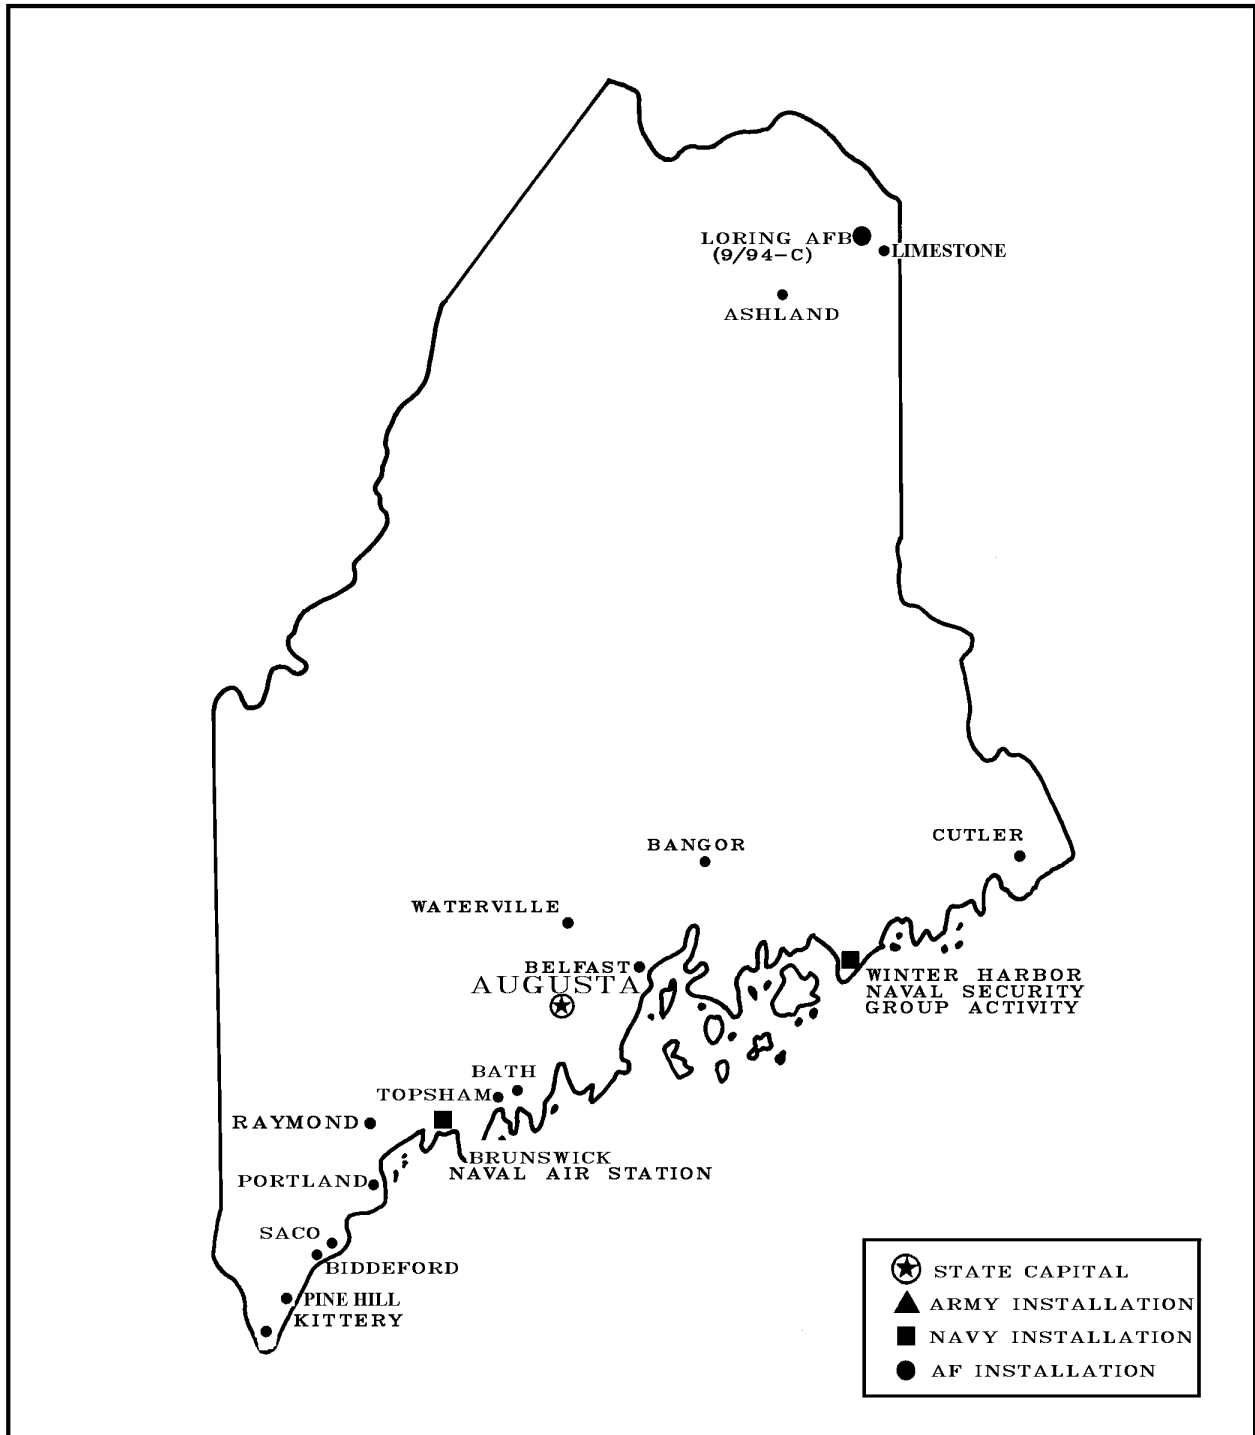 LORING AFB
(9/94-C)
LIMESTONE
ASHLAND
CUTLER
BANGOR
WATERVILLE
BELFAST
AUGUSTA
WINTER HARBOR
NAVAL SECURITY
GROUP ACTIVITY
BATH
TOPSHAM
RAYMOND
BRUNSWICK
NAVAL AIR STATION
PORTLAND
SACO
BIDDEFORD
PINE HILL
KITTERY
STATE CAPITAL
ARMY INSTALLATION
NAVY INSTALLATION
AF INSTALLATION